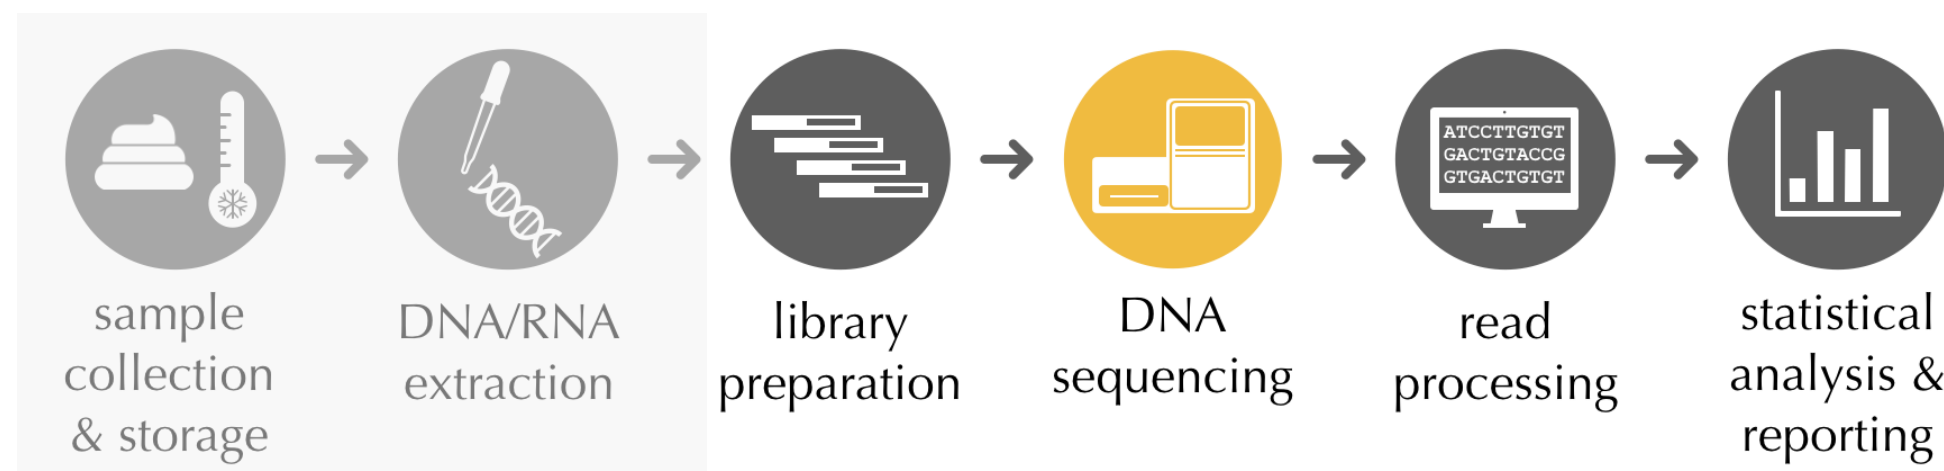 ATCCTTGTGT
GACTGTACCG
GTGACTGTGT
sample
collection
& storage
DNA/RNA
extraction
library
preparation
DNA
sequencing
read
processing
statistical
analysis &
reporting